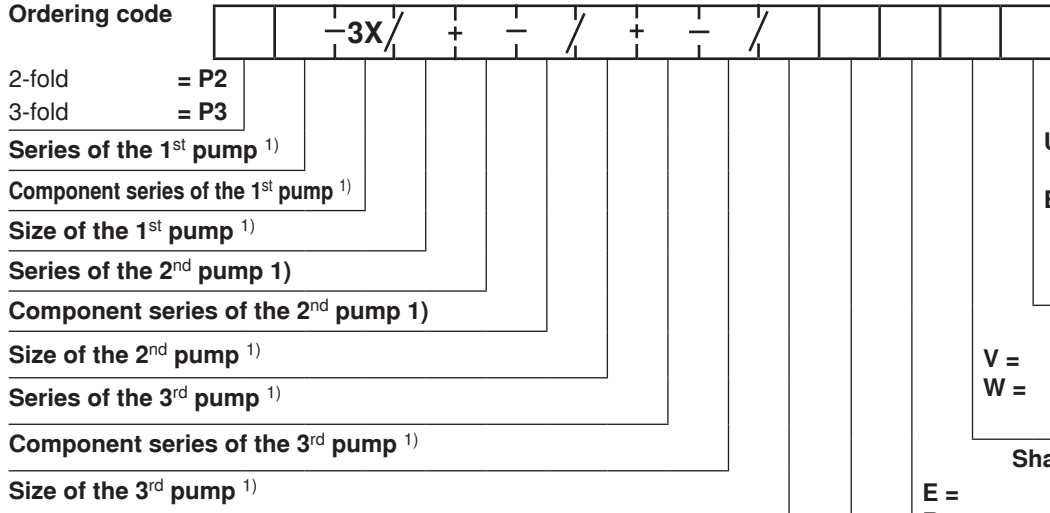 Ordering code
–3X/ + – / + – /
2-fold = P2
3-fold = P3
Series of the 1st pump 1)
Component series of the 1st pump 1)
Size of the 1st pump 1)
Series of the 2nd pump 1)
Component series of the 2nd pump 1)
Size of the 2nd pump 1)
Series of the 3rd pump 1)
Component series of the 3rd pump 1)
Size of the 3rd pump 1)
V =
W =
E =